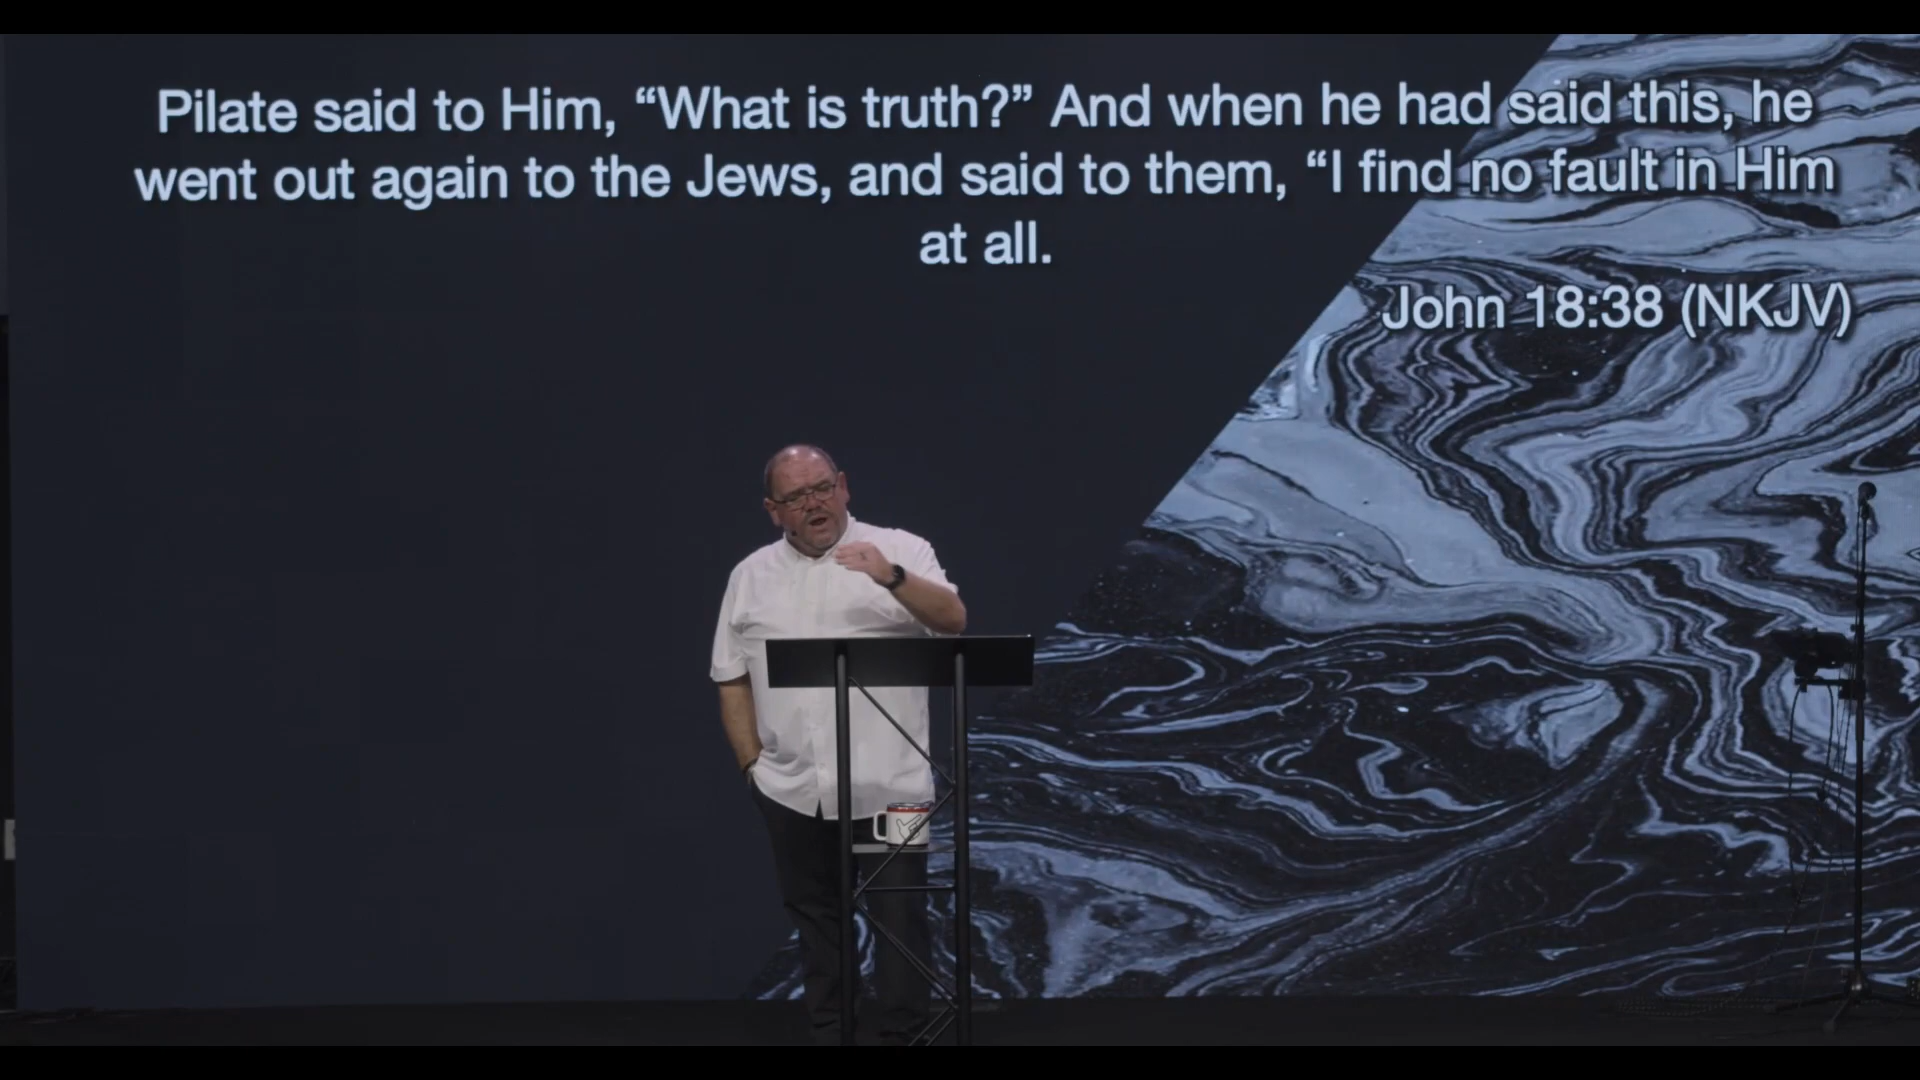 Pilate said to Him, “What is truth?” And when he had said this, he
went out again to the Jews, and said to them, “I find no fault in Him
at all.
John 18:38 (NKJV)